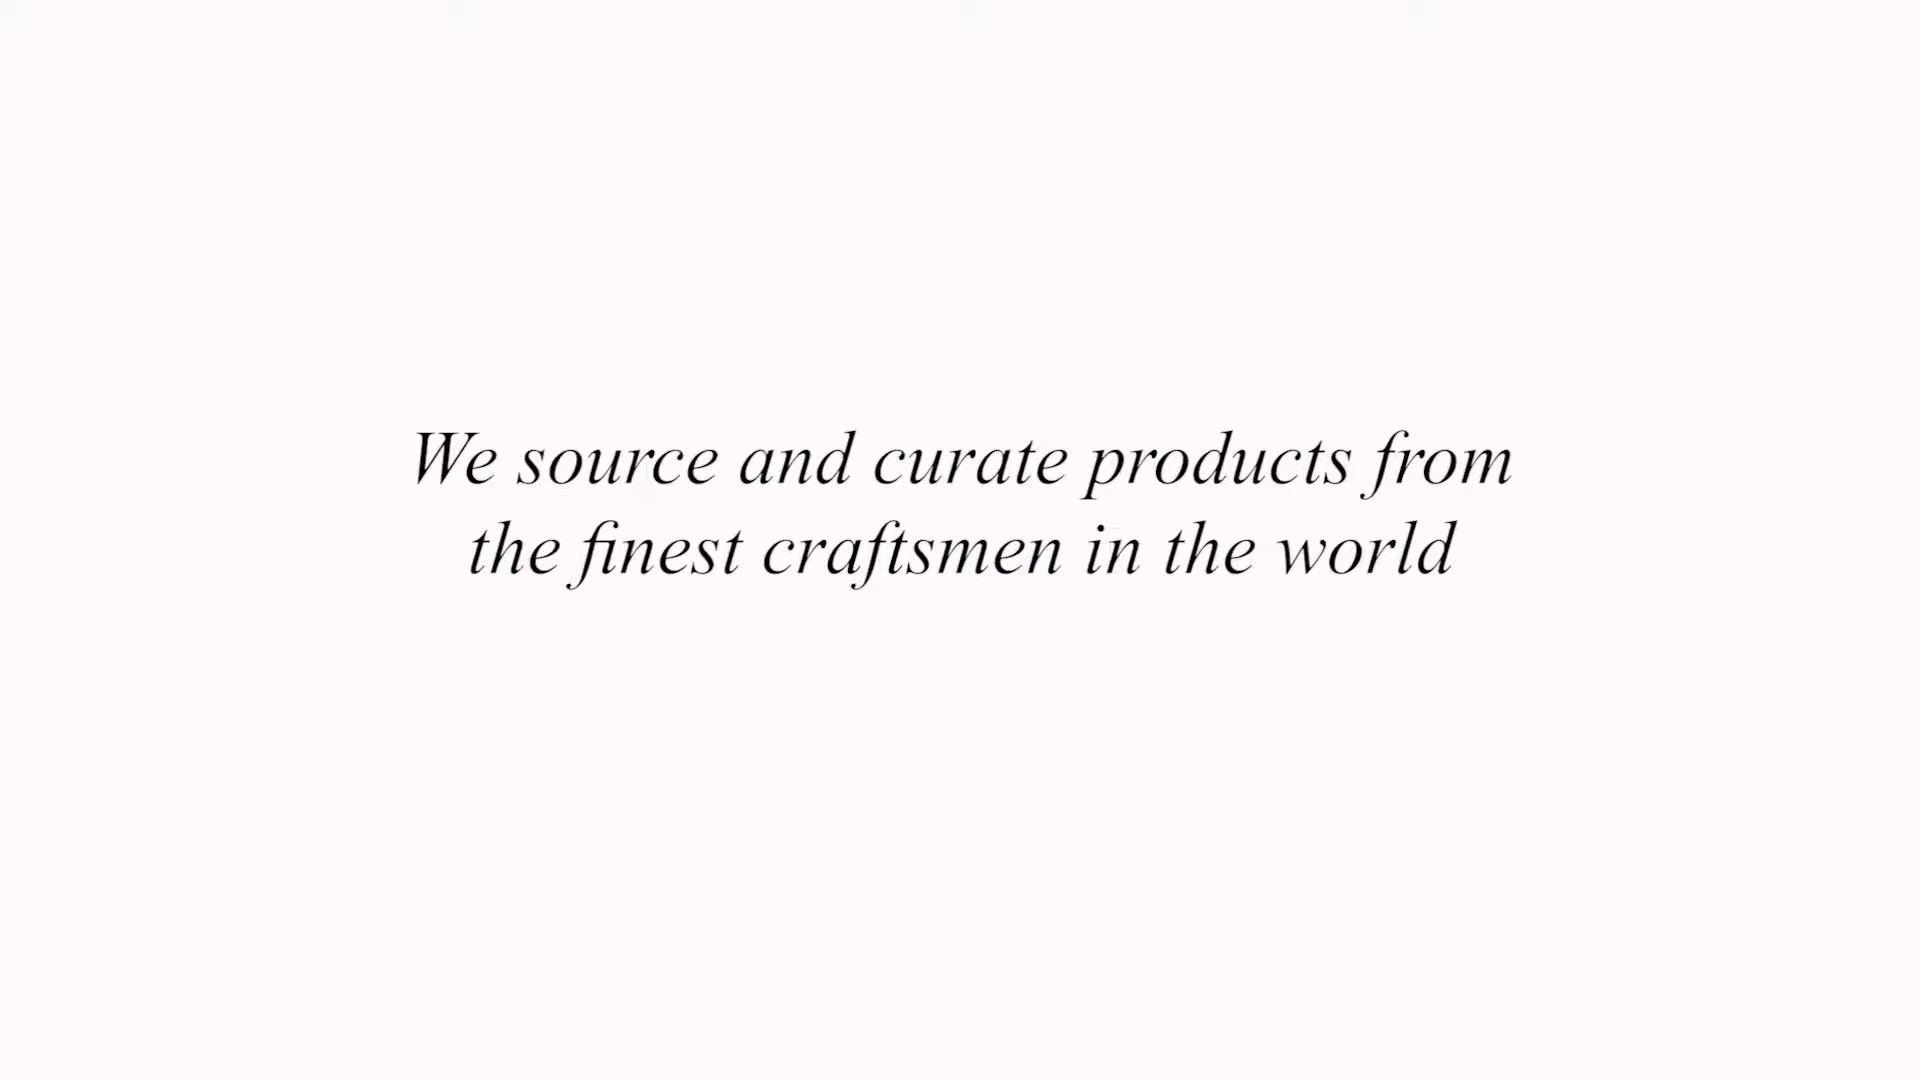 We source and curate products from
the finest craftsmen in the world